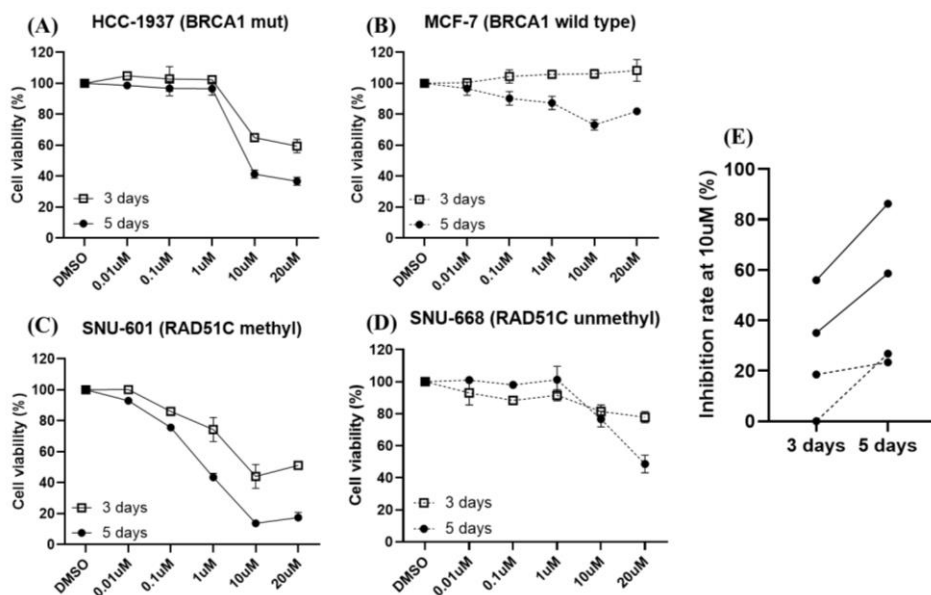 (A)
HCC-1937 (BRCA1 mut)
Cell viability (%)
120
100
80
60
40
20
0
3 days
5 days
DMSO
0.01uM
0.1uM
1uM
10uM
20uM
(B)
MCF-7 (BRCA1 wild type)
Cell viability (%)
120
100
80
60
40
20
0
3 days
5 days
DMSO
0.01uM
0.1uM
1uM
10uM
20uM
(C)
SNU-601 (RAD51C methyl)
Cell viability (%)
120
100
80
60
40
20
0
3 days
5 days
DMSO
0.01uM
0.1uM
1uM
10uM
20uM
(D)
SNU-668 (RAD51C unmethyl)
Cell viability (%)
120
100
80
60
40
20
0
3 days
5 days
DMSO
0.01uM
0.1uM
1uM
10uM
20uM
(E)
Inhibition rate at 10uM (%)
100
80
60
40
20
0
3 days
5 days